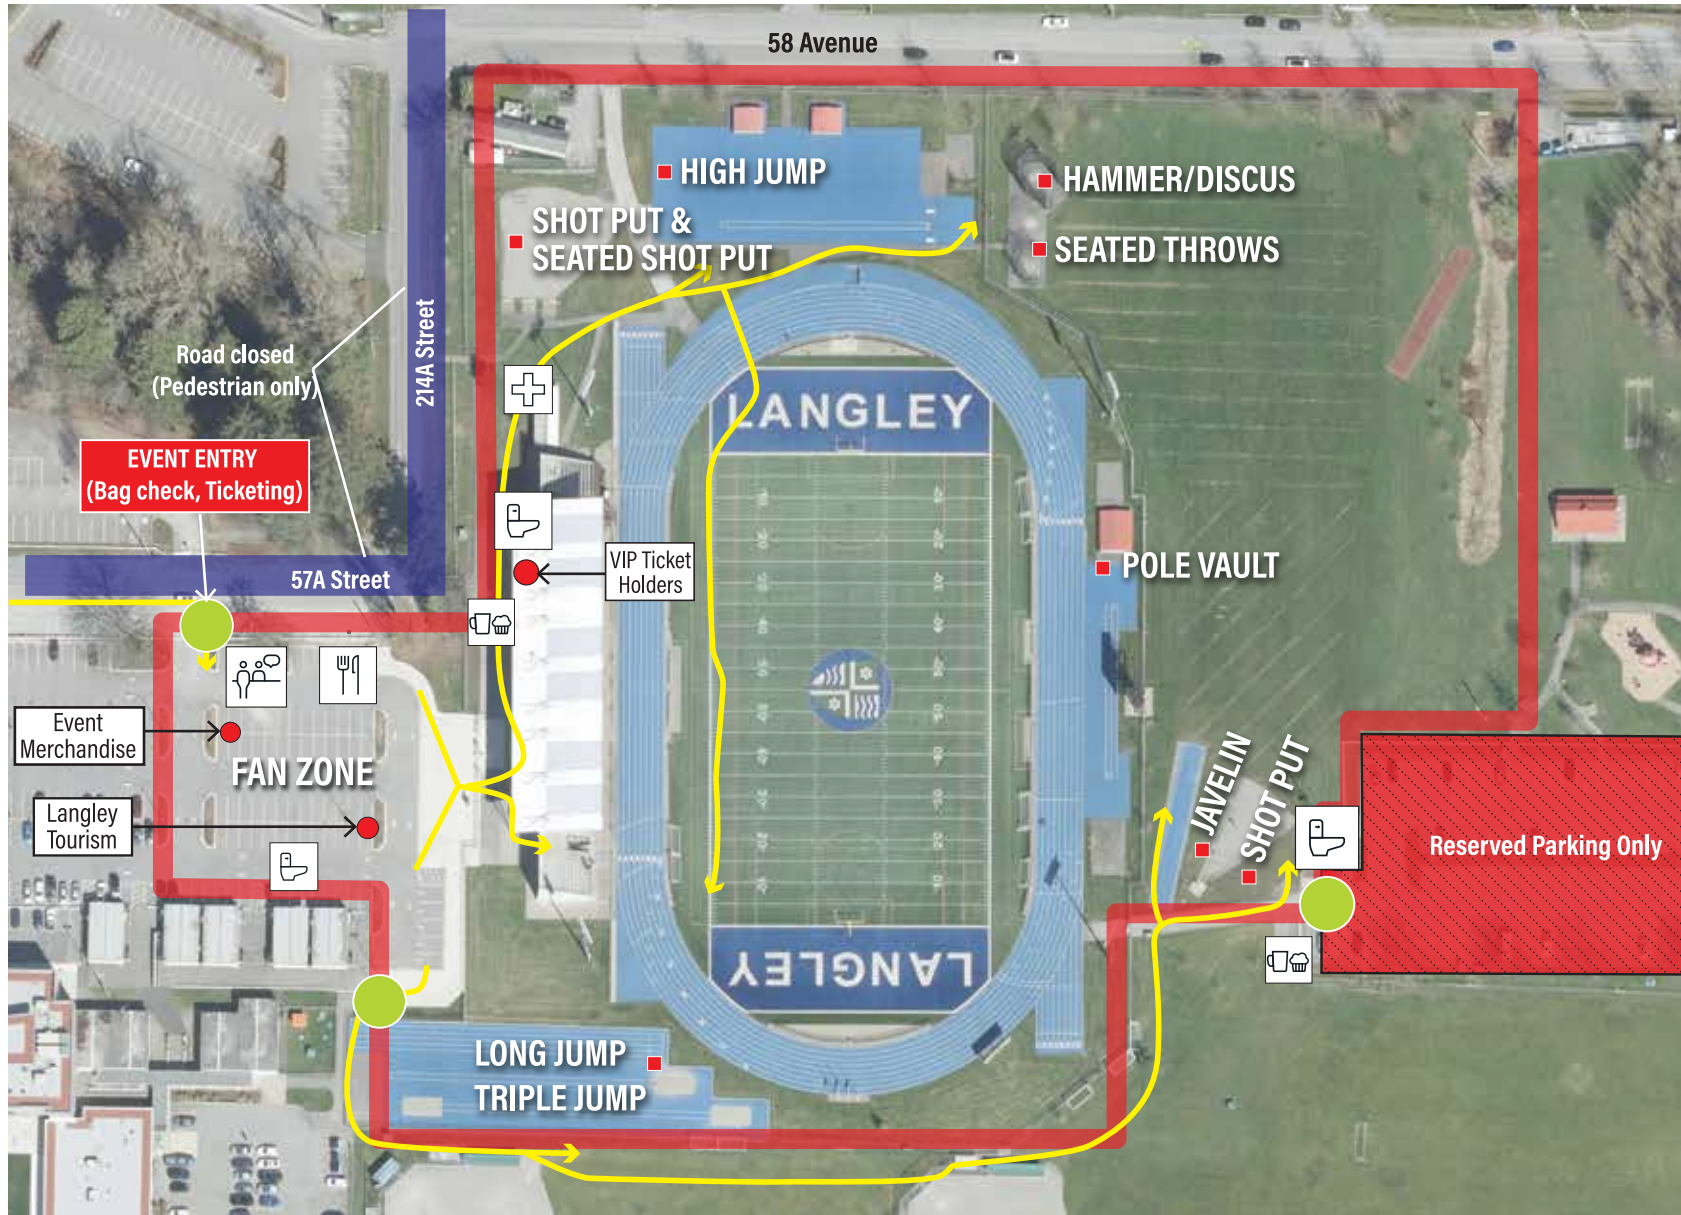 58 Avenue
HIGH JUMP
HAMMER/DISCUS
SHOT PUT &
SEATED SHOT PUT
SEATED THROWS
214A Street
Road closed
(Pedestrian only)
LANGLEY
EVENT ENTRY
(Bag check, Ticketing)
57A Street
VIP Ticket
Holders
POLE VAULT
Event
Merchandise
FAN ZONE
Langley
Tourism
JAVELIN
SHOT PUT
Reserved Parking Only
LANGLEY
LONG JUMP
TRIPLE JUMP